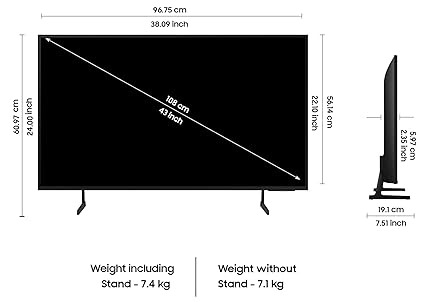 96.75 cm
38.09 inch
60.97 cm
24.00 inch
108 cm
43 inch
22.10 inch
56.14 cm
2.35 inch
5.97 cm
19.1 cm
7.51 inch
Weight including
Stand - 7.4 kg
Weight without
Stand - 7.1 kg